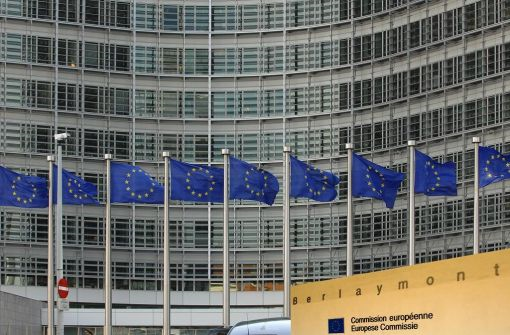 Berlaymont
Commission européenne
Europese Commissie